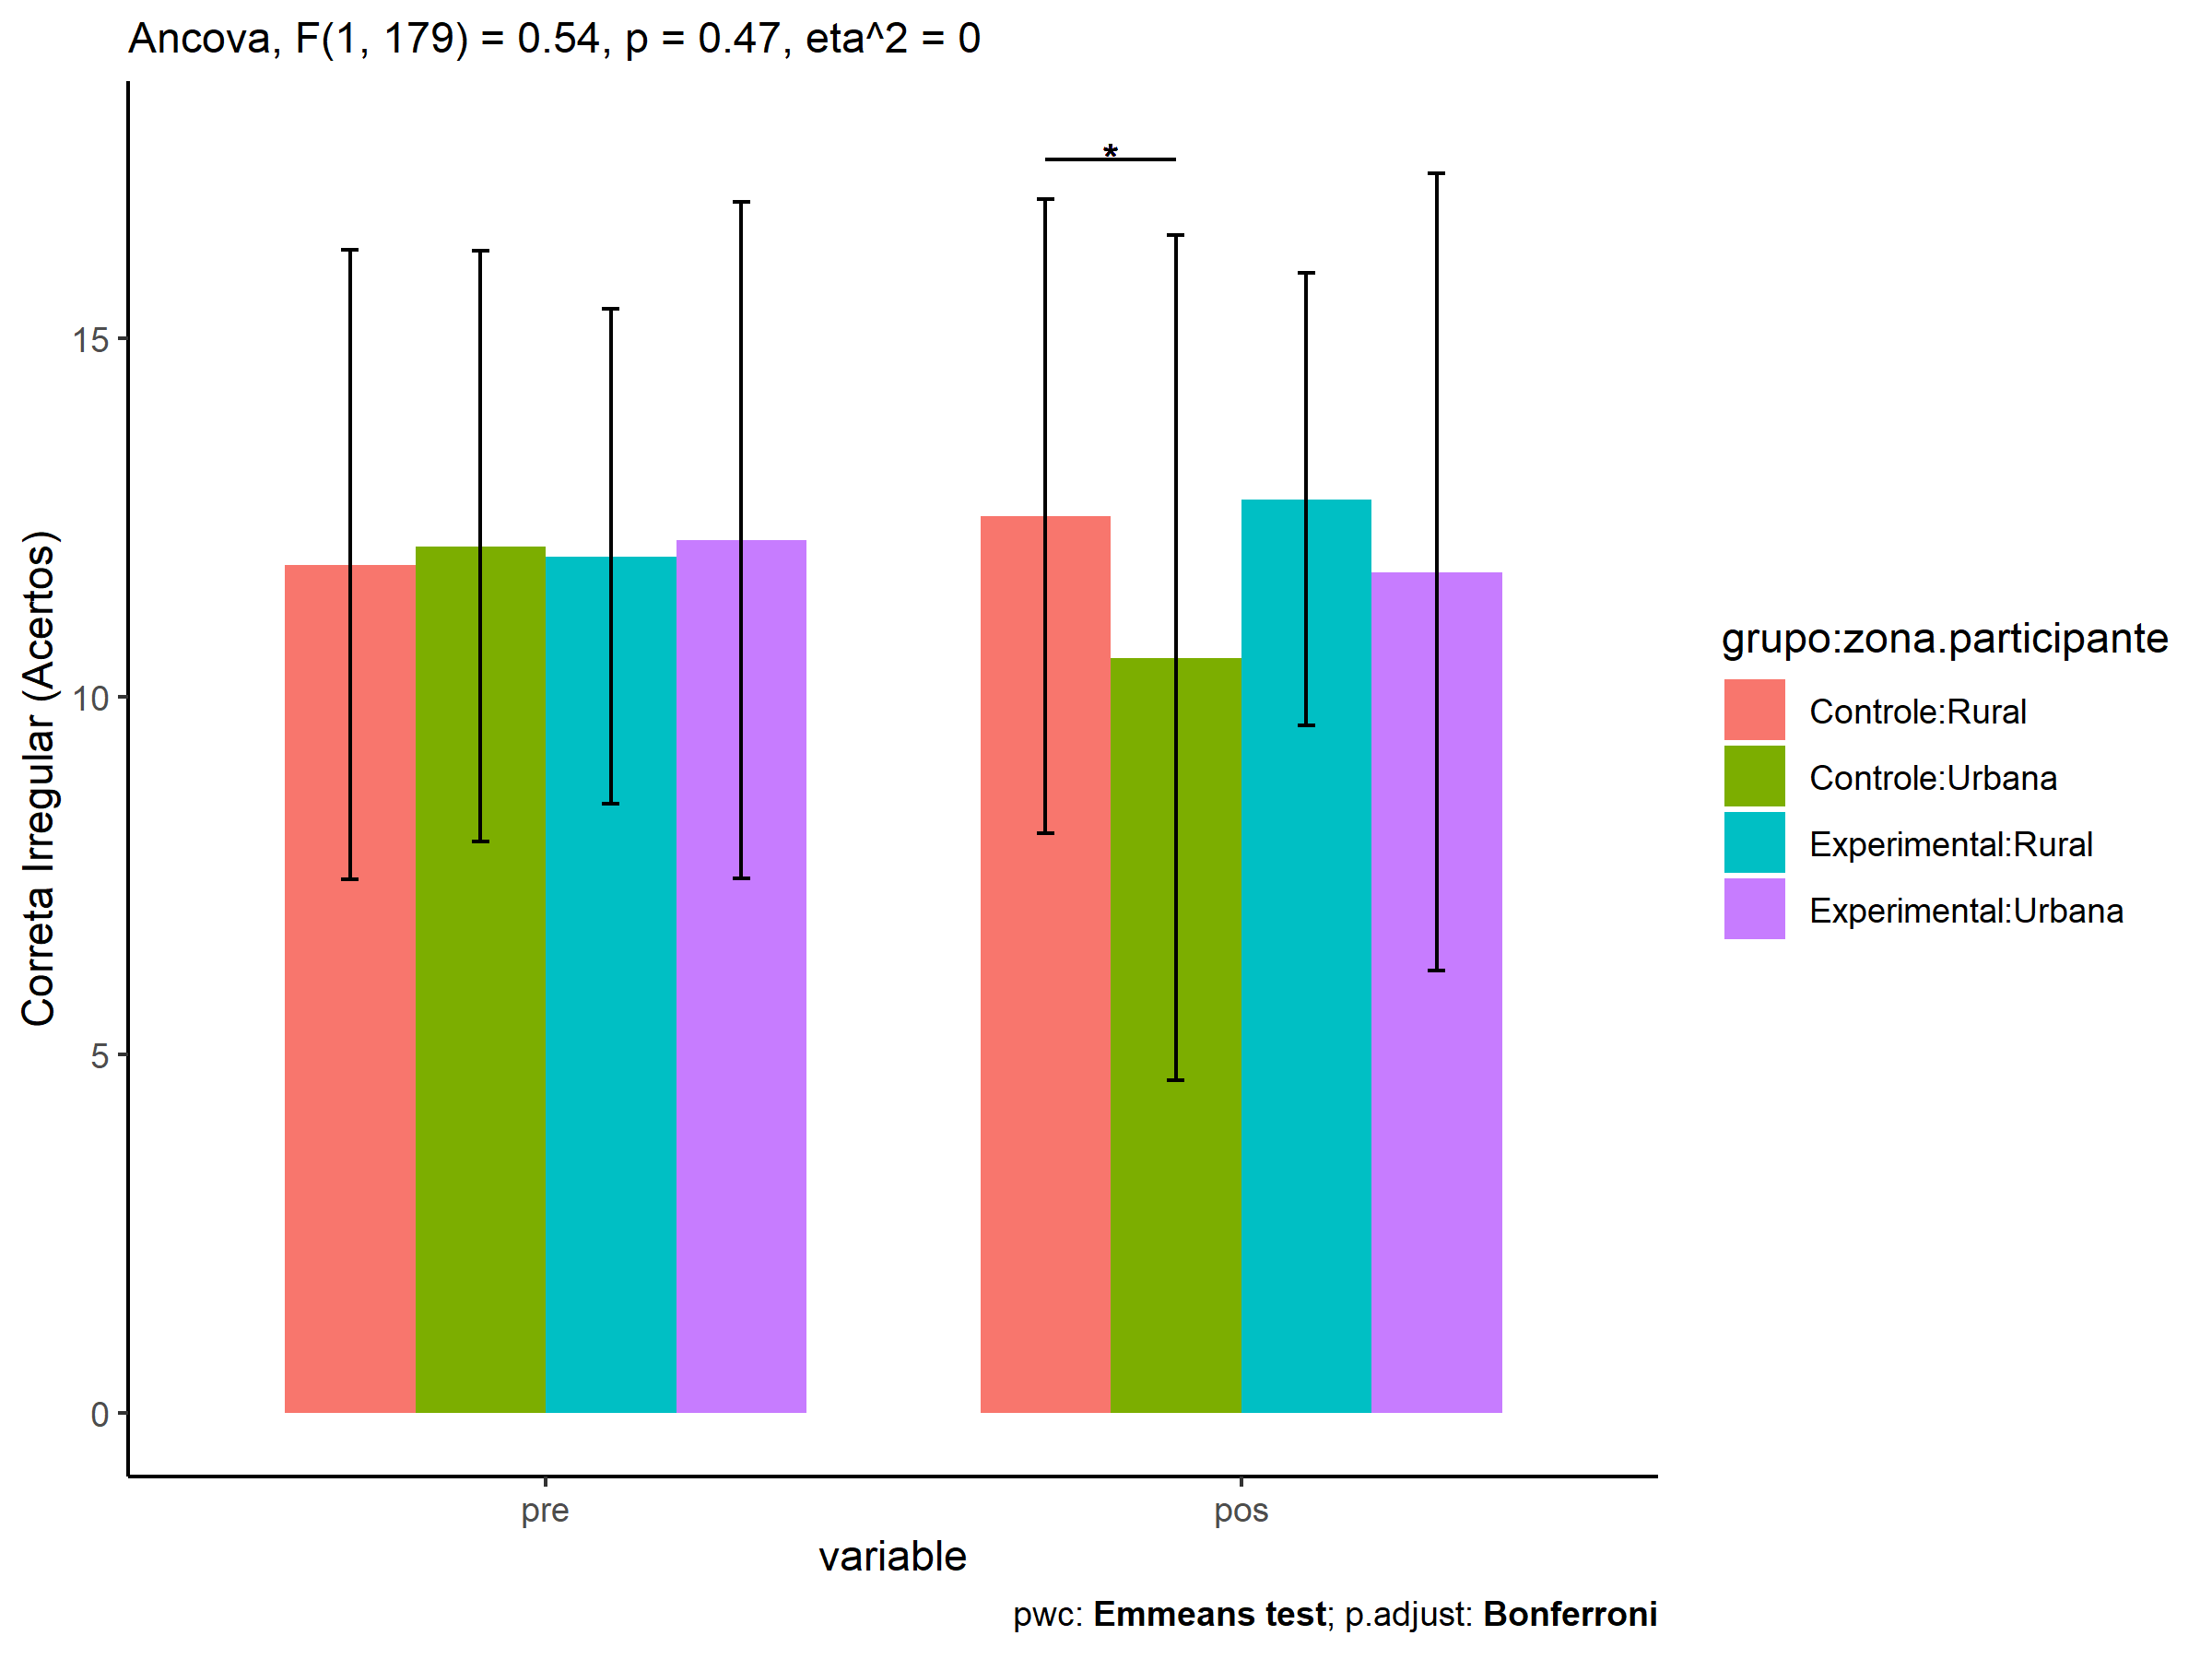 Ancova, F(1, 179) = 0.54, p = 0.47, eta^2 = 0
*
15
10
5
0
Correta Irregular (Acertos)
pre
pos
variable
pwc: Emmeans test; p.adjust: Bonferroni
grupo:zona.participante
Controle:Rural
Controle:Urbana
Experimental:Rural
Experimental:Urbana